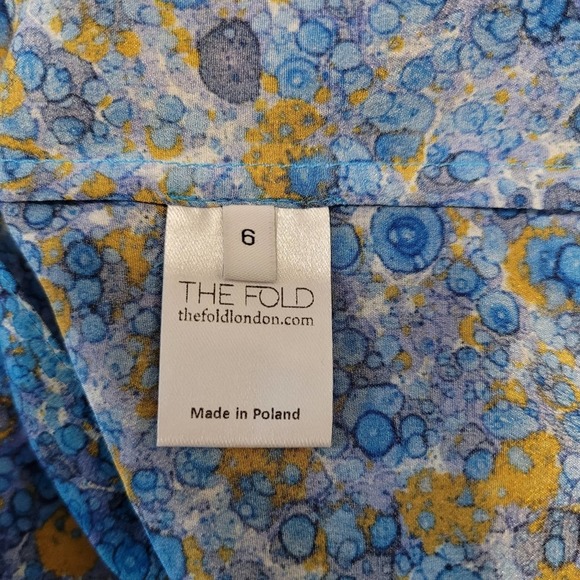 6
THE FOLD
thefoldlondon.com
Made in Poland